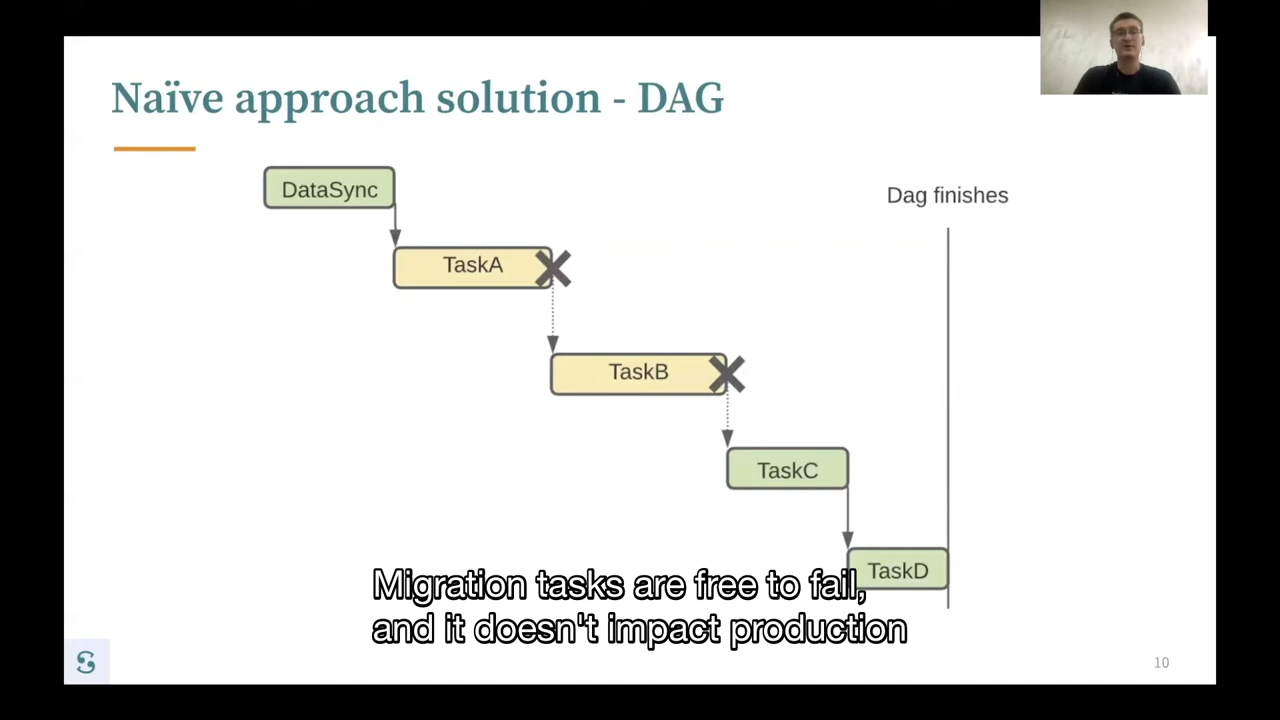 Naïve approach solution - DAG
DataSync
Dag finishes
TaskA
TaskB
TaskC
TaskD
Migration tasks are free to fail,
and it doesn't impact production
10